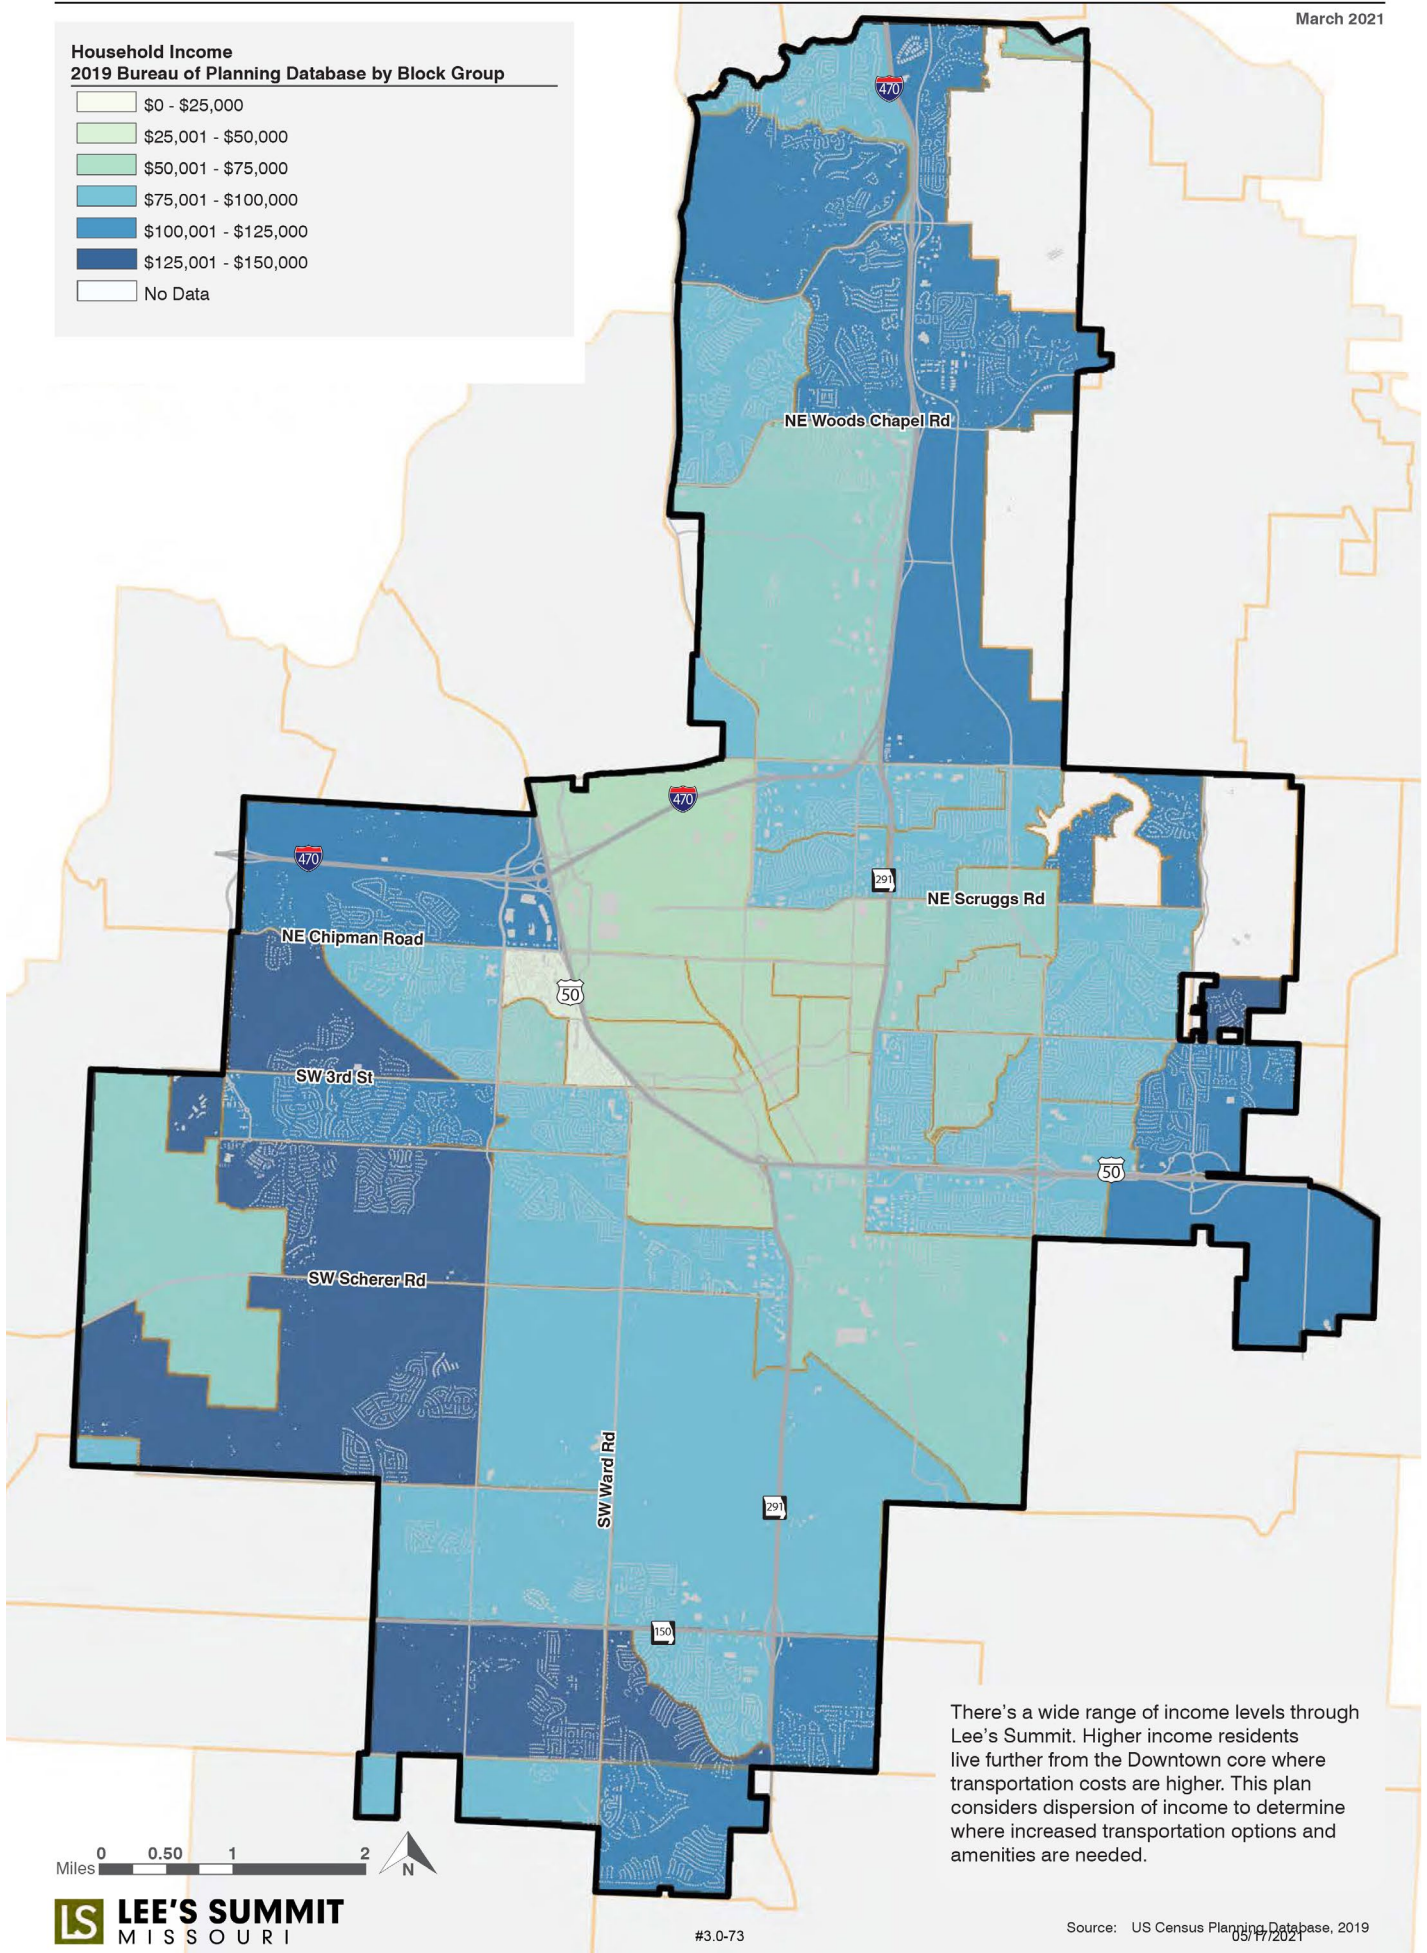 March 2021
Household Income
2019 Bureau of Planning Database by Block Group
$0 - $25,000
$25,001 - $50,000
$50,001 - $75,000
$75,001 - $100,000
$100,001 - $125,000
$125,001 - $150,000
No Data
470
NE Woods Chapel Rd
470
470
291
NE Scruggs Rd
NE Chipman Road
50
SW 3rd St
50
SW Scherer Rd
SW Ward Rd
291
150
There's a wide range of income levels through
Lee's Summit. Higher income residents
live further from the Downtown core where
transportation costs are higher. This plan
considers dispersion of income to determine
where increased transportation options and
amenities are needed.
0 0.50 1 2
Miles
N
LS LEE'S SUMMIT
MISSOURI
#3.0-73
Source: US Census Planning Database, 2019
05/17/2021